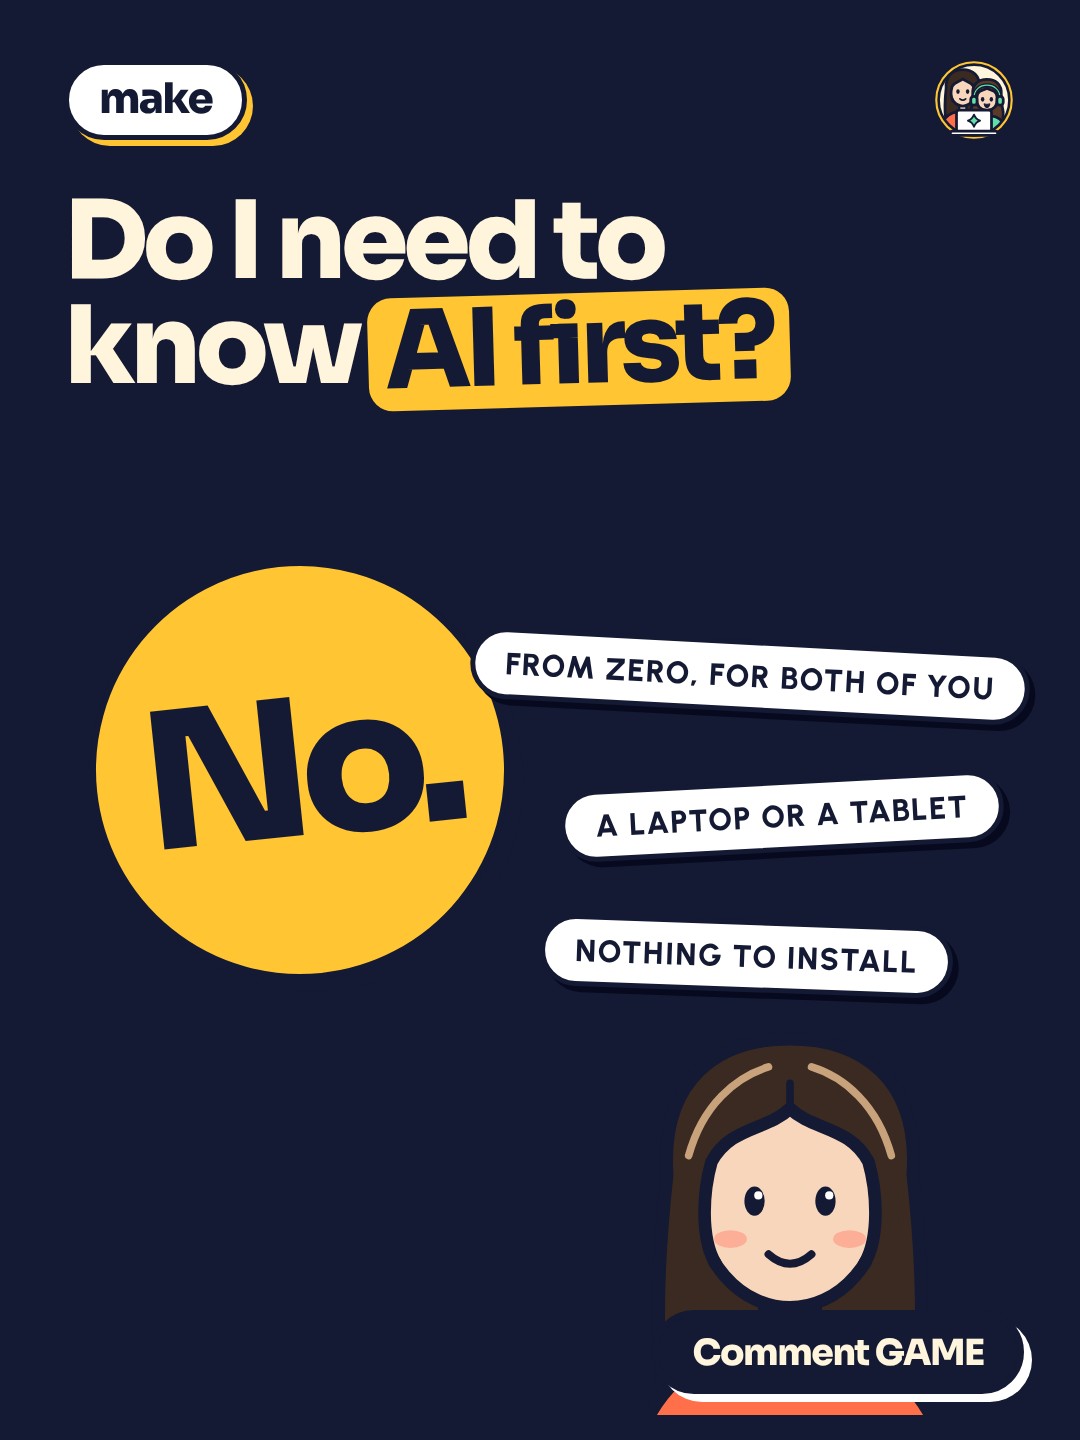 make
Do I need to
know AI first?
No.
FROM ZERO, FOR BOTH OF YOU
A LAPTOP OR A TABLET
NOTHING TO INSTALL
Comment GAME